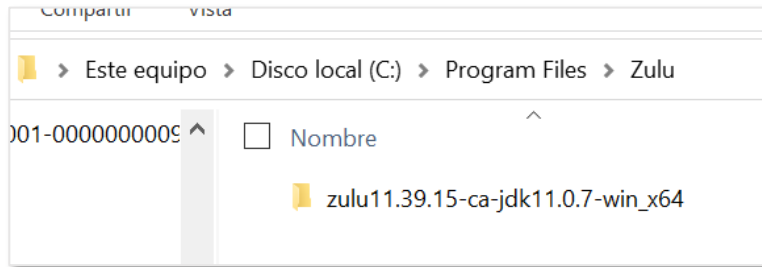 Compartir Vista
> Este equipo > Disco local (C:) > Program Files > Zulu
001-000000009
Nombre
zulu11.39.15-ca-jdk11.0.7-win_x64